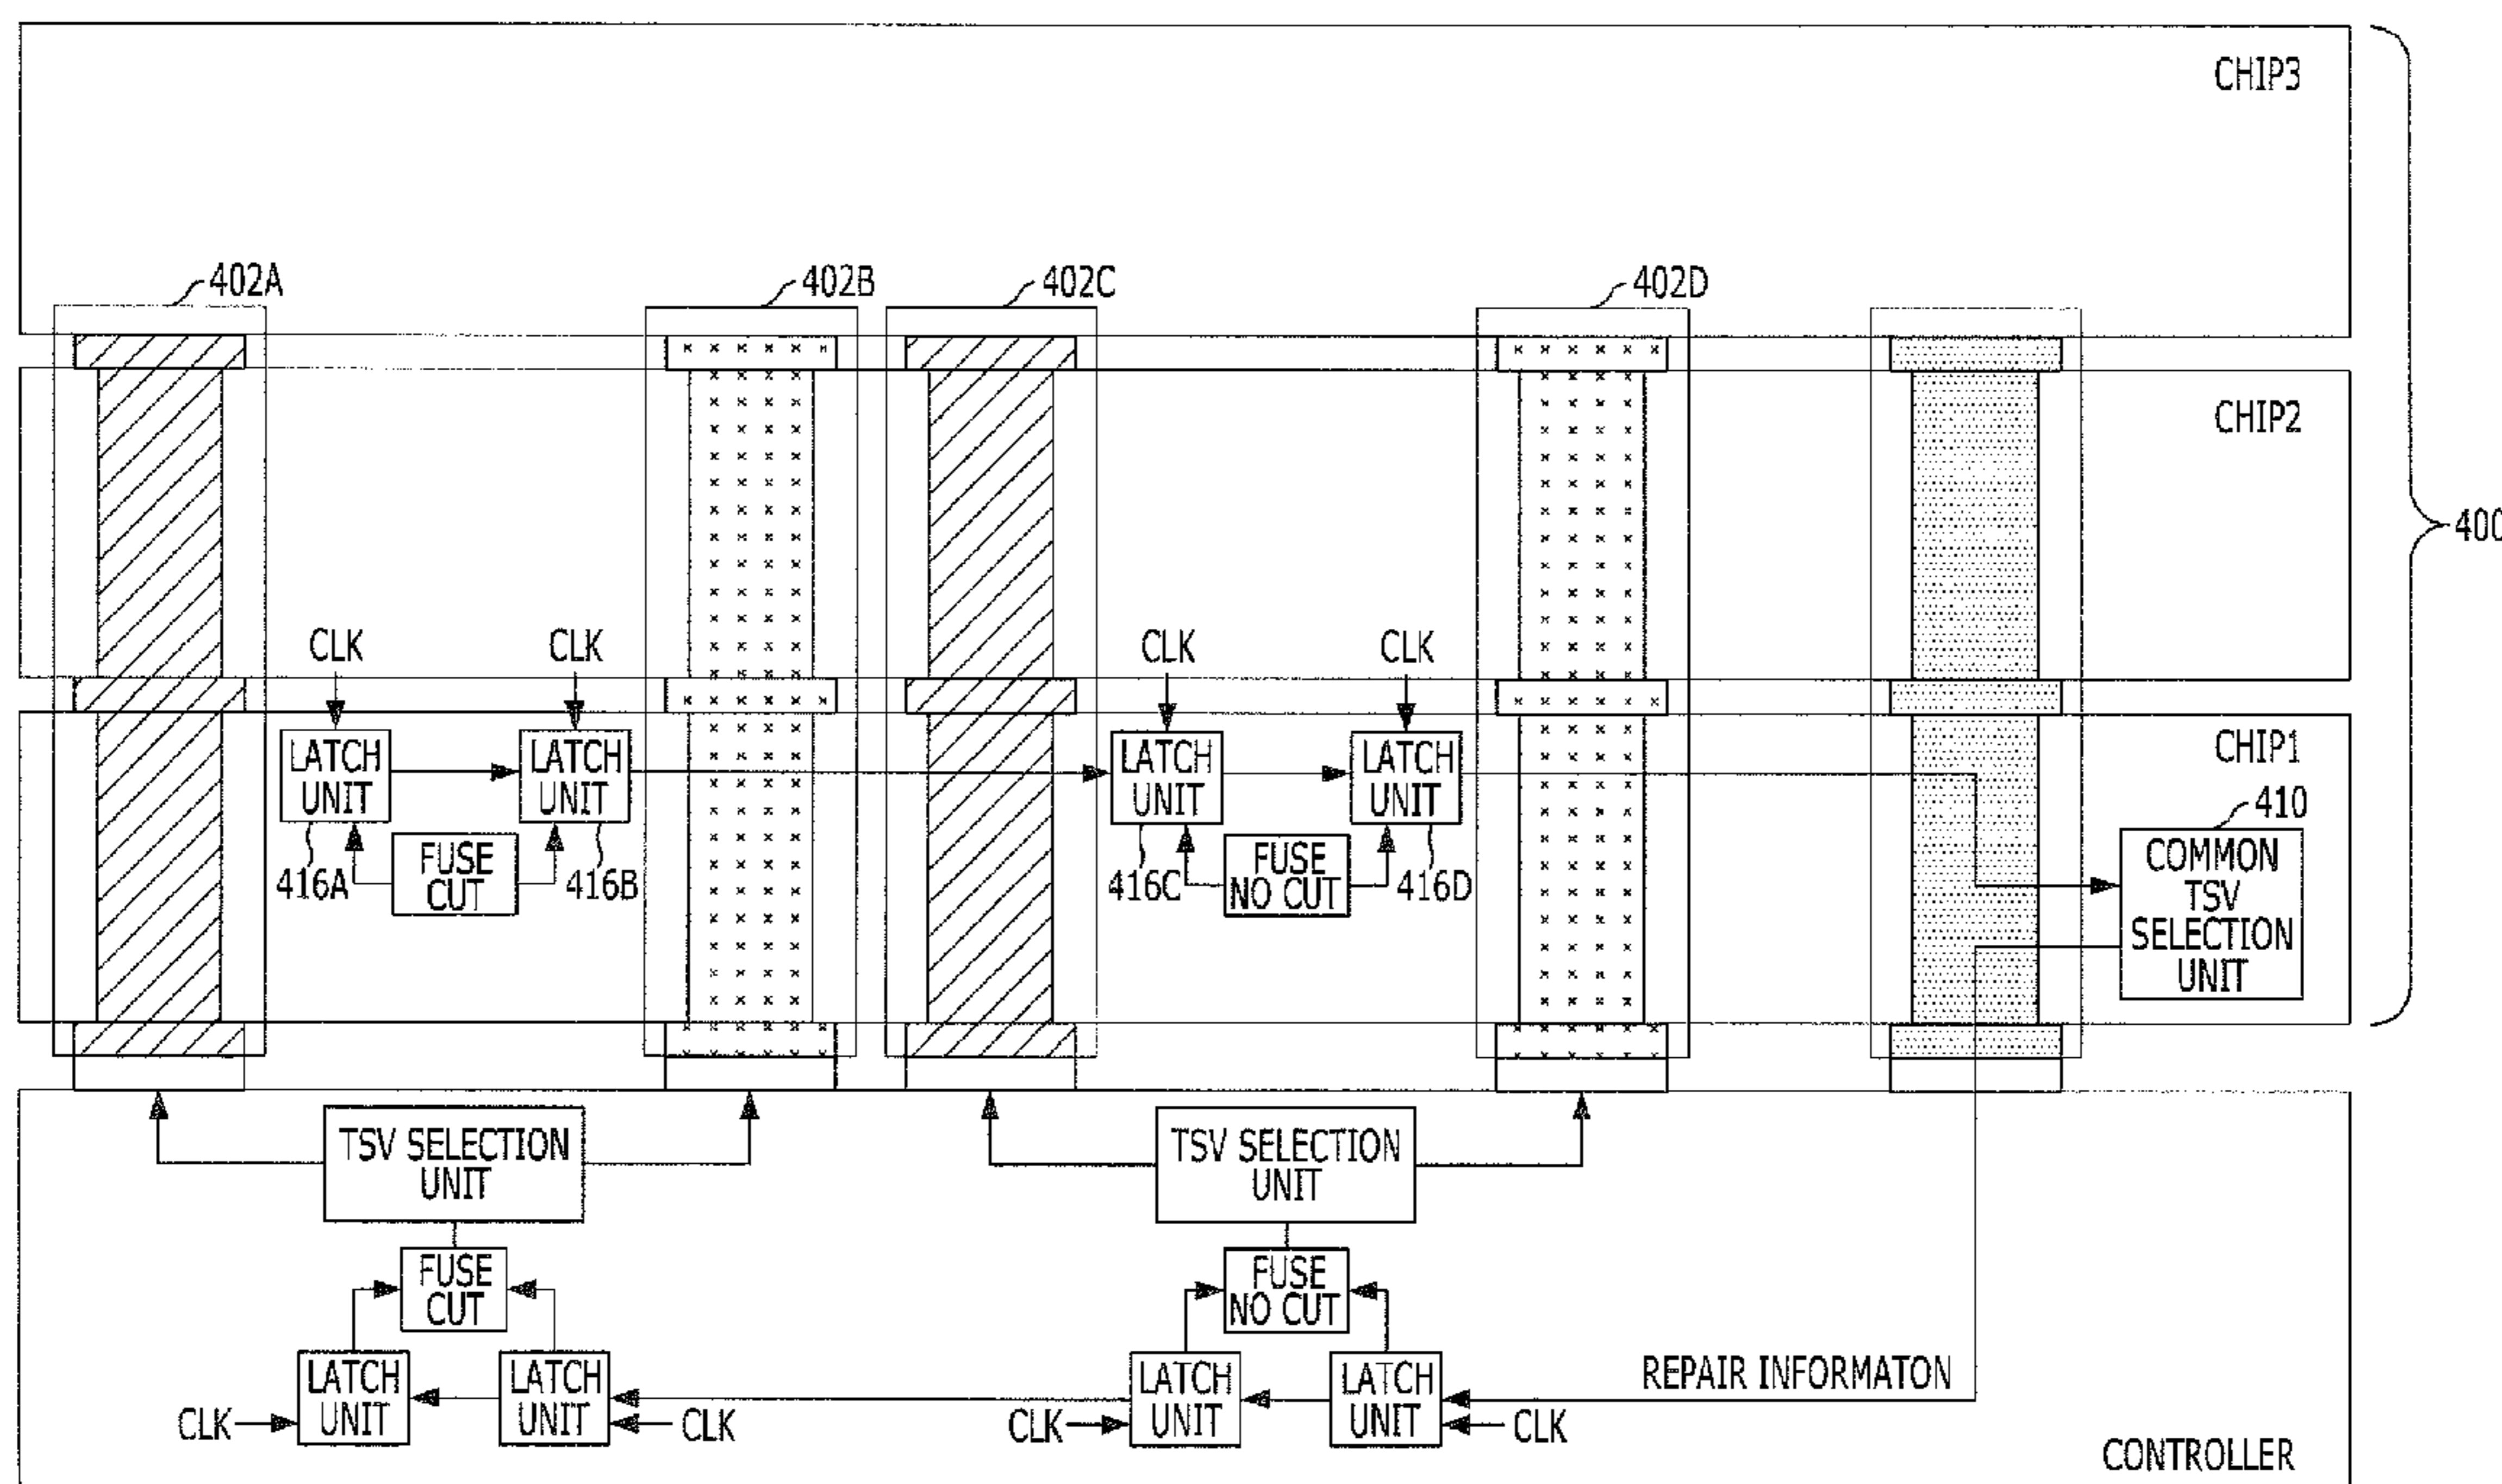 CHIP3
402A
402B
402C
402D
CHIP2
400
CLK
CLK
CLK
CLK
CHIP1
LATCH
UNIT
LATCH
UNIT
LATCH
UNIT
LATCH
UNIT
410
FUSE
CUT
FUSE
NO CUT
416A
416B
416C
416D
COMMON
TSV
SELECTION
UNIT
TSV SELECTION
UNIT
TSV SELECTION
UNIT
FUSE
CUT
FUSE
NO CUT
LATCH
UNIT
LATCH
UNIT
LATCH
UNIT
LATCH
UNIT
REPAIR INFORMATON
CLK
CLK
CLK
CLK
CONTROLLER